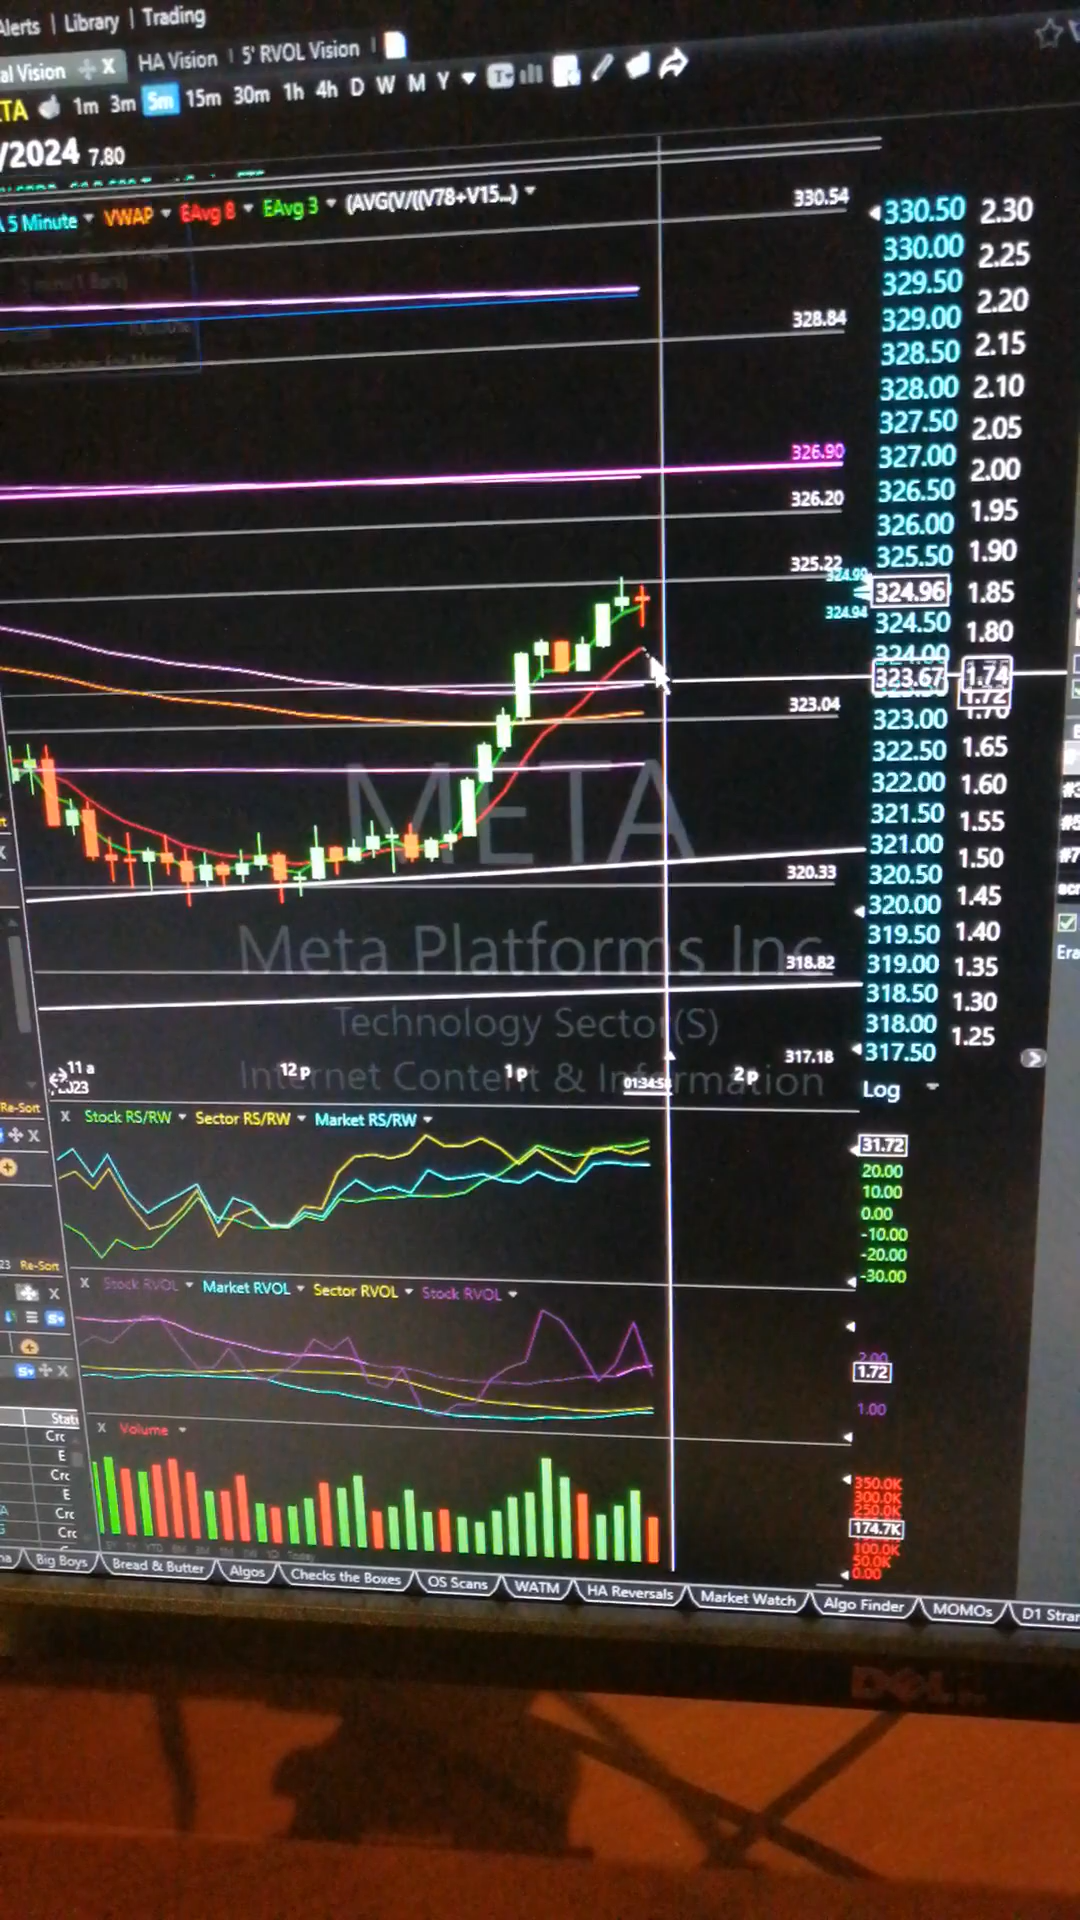 Alerts | Library | Trading
al Vision X HA Vision | 5' RVOL Vision |
TA 1m 3m 5m 15m 30m 1h 4h D W M Y T
/2024 7.80
5 Minute VWAP EAvg 8 EAvg 3 (AVG(V/((V78+V15...)
330.54
328.84
326.90
326.20
325.22
324.99
324.94
323.04
320.33
318.82
317.18
330.50 2.30
330.00 2.25
329.50
329.00 2.20
328.50 2.15
328.00 2.10
327.50 2.05
327.00 2.00
326.50
326.00 1.95
325.50 1.90
324.96 1.85
324.50 1.80
324.00
323.67 1.74
1.72
323.00 1.70
322.50 1.65
322.00 1.60
321.50 1.55
321.00 1.50
320.50 1.45
320.00
319.50 1.40
319.00 1.35
318.50 1.30
318.00 1.25
317.50
META
Meta Platforms Inc
Technology Sector(S)
Internet Content & Information
11 a 12 p 1 p 01:34:58 2 p
2023
Log
Re-Sort
X Stock RS/RW Sector RS/RW Market RS/RW
31.72
20.00
10.00
0.00
-10.00
-20.00
-30.00
23 Re-Sort
X Stock RVOL Market RVOL Sector RVOL Stock RVOL
2.00
1.72
1.00
X Volume
350.0K
300.0K
250.0K
174.7K
100.0K
50.0K
0.00
Big Boys Bread & Butter Algos Checks the Boxes OS Scans WATM HA Reversals Market Watch Algo Finder MOMOs D1 Stran
DELL